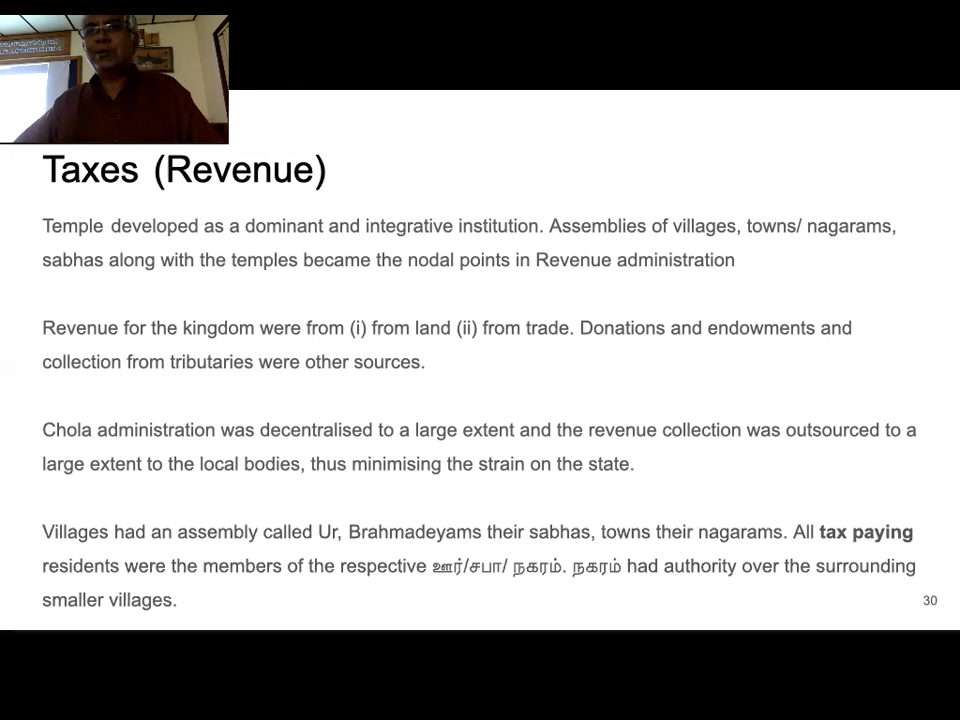 Taxes (Revenue)
Temple developed as a dominant and integrative institution. Assemblies of villages, towns/ nagarams,
sabhas along with the temples became the nodal points in Revenue administration
Revenue for the kingdom were from (i) from land (ii) from trade. Donations and endowments and
collection from tributaries were other sources.
Chola administration was decentralised to a large extent and the revenue collection was outsourced to a
large extent to the local bodies, thus minimising the strain on the state.
Villages had an assembly called Ur, Brahmadeyams their sabhas, towns their nagarams. All tax paying
residents were the members of the respective ஊர்/சபா/ நகரம். நகரம் had authority over the surrounding
smaller villages.
30